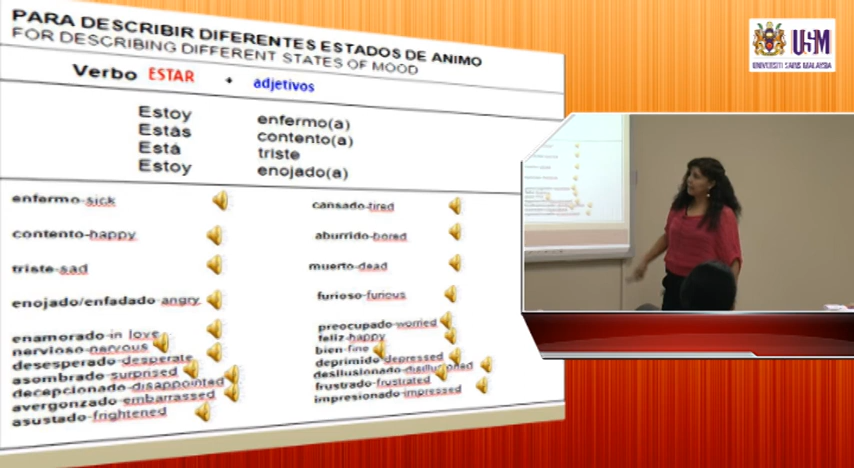 PARA DESCRIBIR DIFERENTES ESTADOS DE ANIMO
FOR DESCRIBING DIFFERENT STATES OF MOOD
Verbo ESTAR + adjetivos
Estoy enfermo(a)
Estás contento(a)
Está triste
Estoy enojado(a)
enfermo-sick
contento-happy
triste-sad
enojado/enfadado-angry
enamorado-in love
nervioso-nervous
desesperado-desperate
asombrado-surprised
decepcionado-disappointed
avergonzado-embarrassed
asustado-frightened
cansado-tired
aburrido-bored
muerto-dead
furioso-furious
preocupado-worried
feliz-happy
bien-fine
deprimido-depressed
desilusionado-
frustrado-frustrated
impresionado-impressed
USM
UNIVERSITI SAINS MALAYSIA